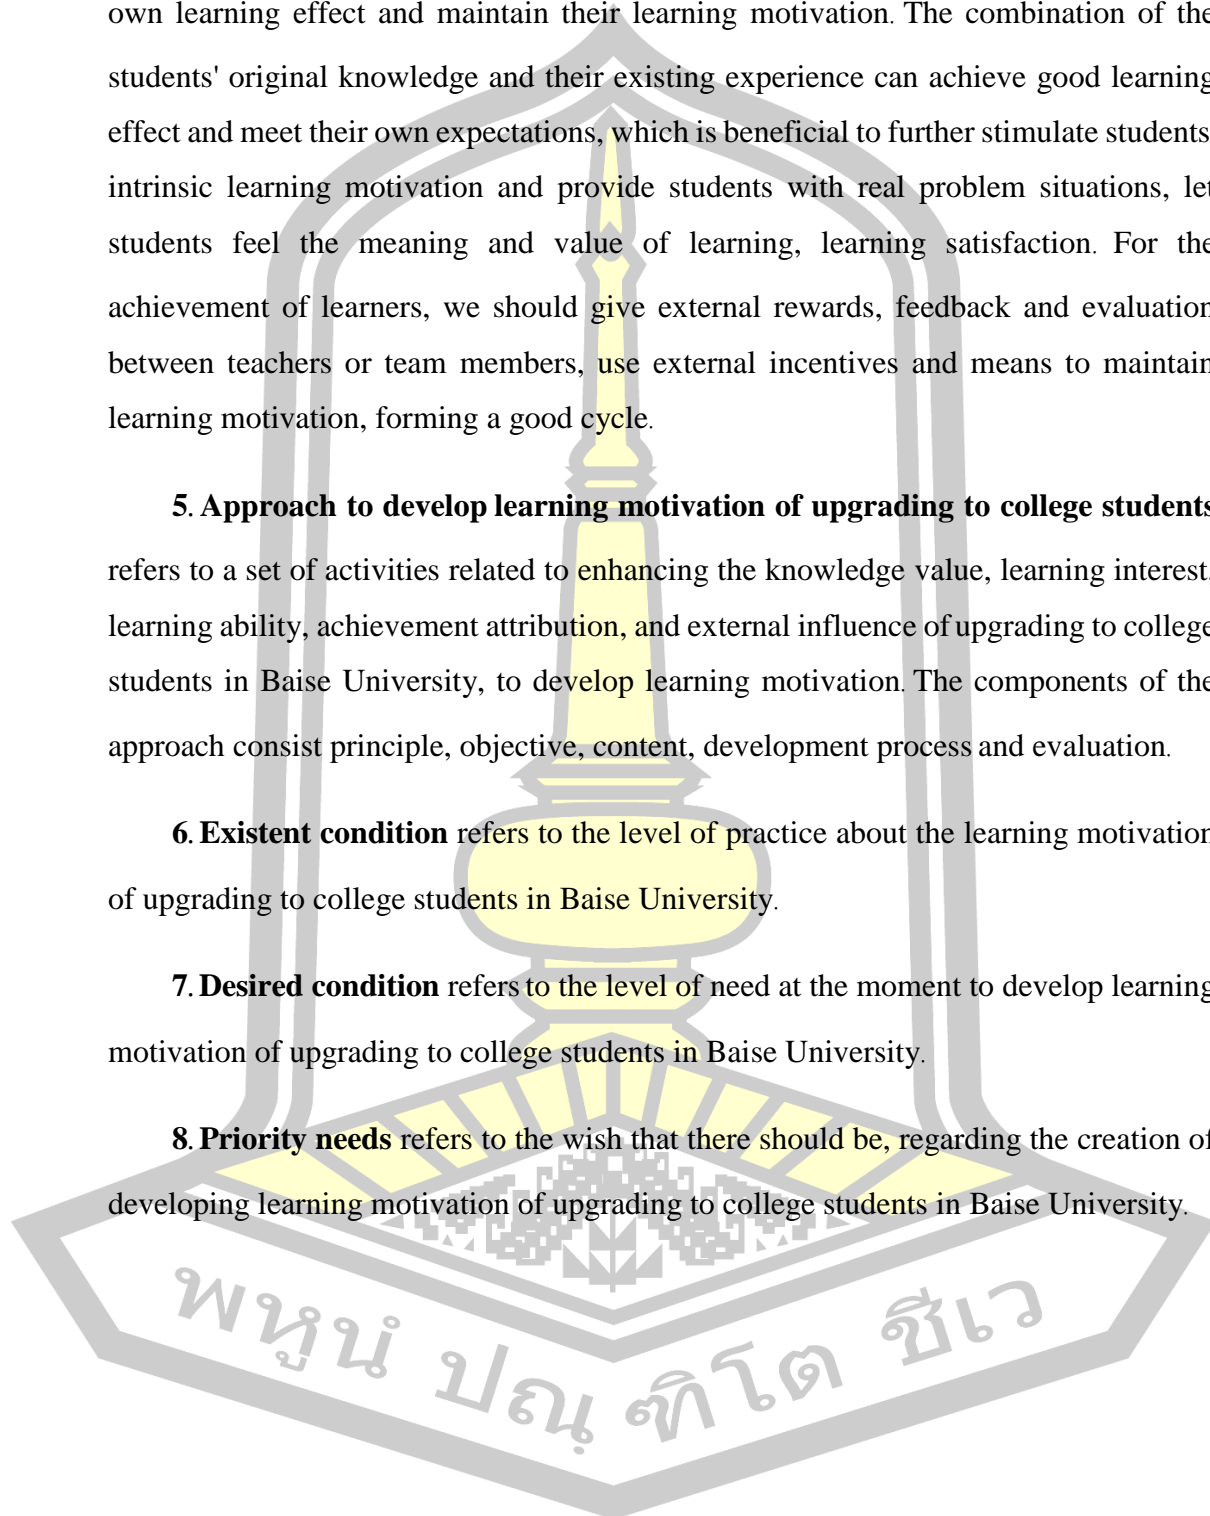 own learning effect and maintain their learning motivation. The combination of the
students' original knowledge and their existing experience can achieve good learning
effect and meet their own expectations, which is beneficial to further stimulate students
intrinsic learning motivation and provide students with real problem situations, let
students feel the meaning and value of learning, learning satisfaction. For the
achievement of learners, we should give external rewards, feedback and evaluation
between teachers or team members, use external incentives and means to maintain
learning motivation, forming a good cycle.
5. Approach to develop learning motivation of upgrading to college students
refers to a set of activities related to enhancing the knowledge value, learning interest,
learning ability, achievement attribution, and external influence of upgrading to college
students in Baise University, to develop learning motivation. The components of the
approach consist principle, objective, content, development process and evaluation.
6. Existent condition refers to the level of practice about the learning motivation
of upgrading to college students in Baise University.
7. Desired condition refers to the level of need at the moment to develop learning
motivation of upgrading to college students in Baise University.
8. Priority needs refers to the wish that there should be, regarding the creation of
developing learning motivation of upgrading to college students in Baise University.
พหูนํ ปณฺฑิโต ชีเว